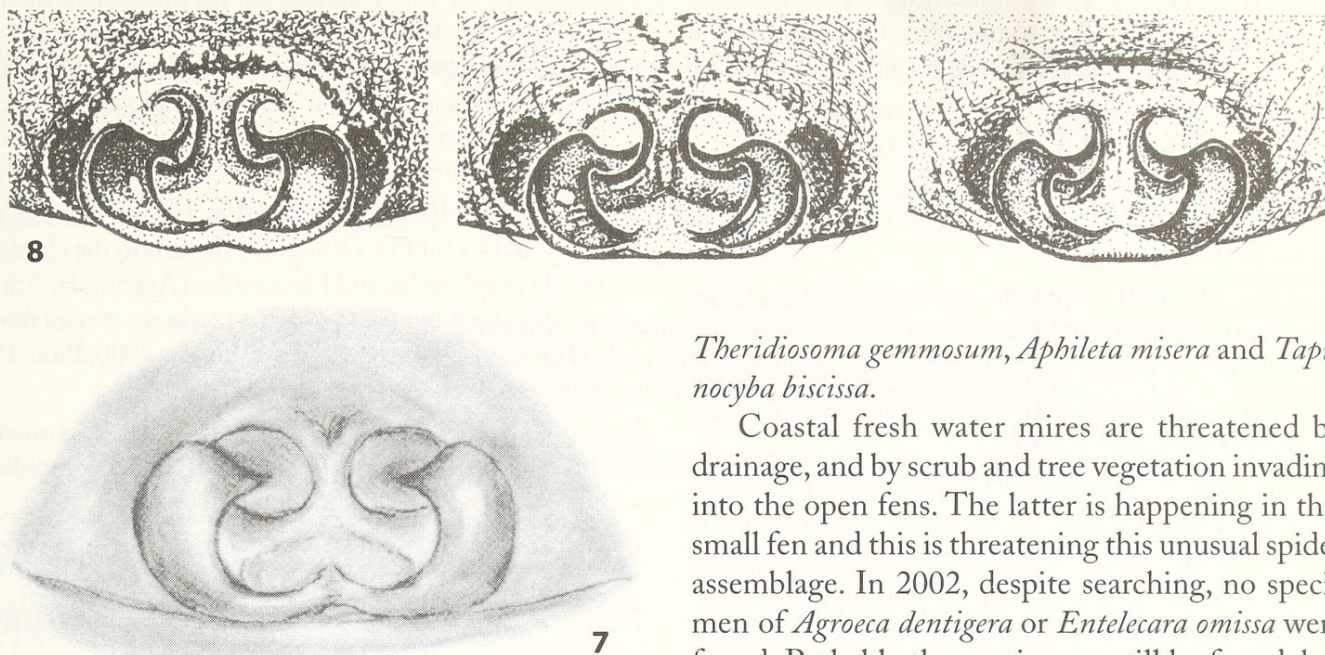 8
7
Theridiosoma gemmosum, Aphileta misera and Tapi
nocyba biscissa.
Coastal fresh water mires are threatened b
drainage, and by scrub and tree vegetation invadin
into the open fens. The latter is happening in th
small fen and this is threatening this unusual spide
assemblage. In 2002, despite searching, no speci
men of Agroeca dentigera or Entelecara omissa wer